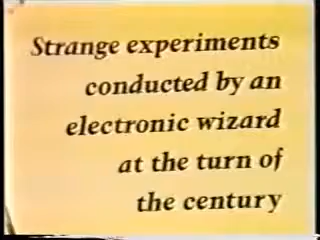 Strange experiments
conducted by an
electronic wizard
at the turn of
the century